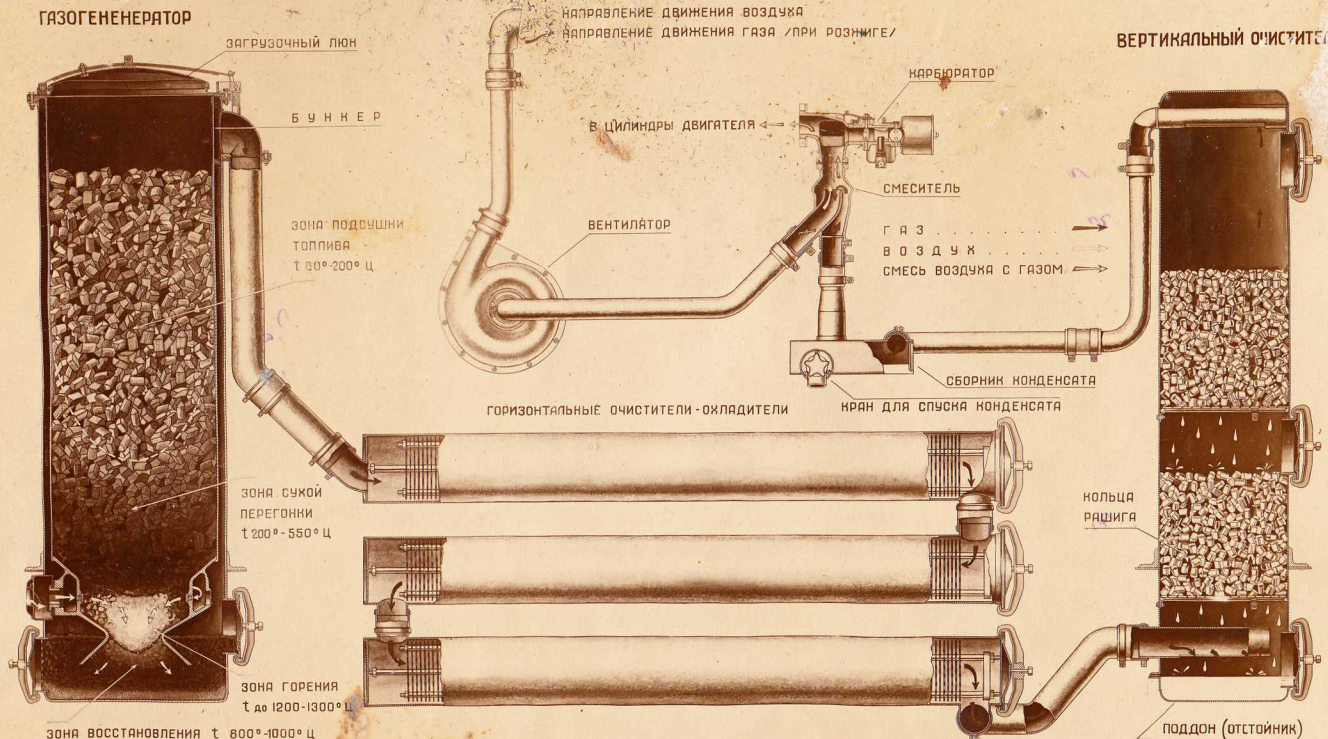 ГАЗОГЕНЕНЕРАТОР
ЗАГРУЗОЧНЫЙ ЛЮК
БУНКЕР
ЗОНА ПОДСУШКИ
ТОПЛИВА
t 80°-200° Ц
ЗОНА СУХОЙ
ПЕРЕГОНКИ
t 200°-550° Ц
ЗОНА ГОРЕНИЯ
t до 1200-1300° Ц
ЗОНА ВОССТАНОВЛЕНИЯ t 800°-1000° Ц
НАПРАВЛЕНИЕ ДВИЖЕНИЯ ВОЗДУХА
НАПРАВЛЕНИЕ ДВИЖЕНИЯ ГАЗА /ПРИ РОЗЖИГЕ/
В ЦИЛИНДРЫ ДВИГАТЕЛЯ
КАРБЮРАТОР
СМЕСИТЕЛЬ
ВЕНТИЛЯТОР
ГАЗ
ВОЗДУХ
СМЕСЬ ВОЗДУХА С ГАЗОМ
СБОРНИК КОНДЕНСАТА
КРАН ДЛЯ СПУСКА КОНДЕНСАТА
ГОРИЗОНТАЛЬНЫЕ ОЧИСТИТЕЛИ-ОХЛАДИТЕЛИ
ВЕРТИКАЛЬНЫЙ ОЧИСТИТЕ
КОЛЬЦА
РАШИГА
ПОДДОН (ОТСТОЙНИК)